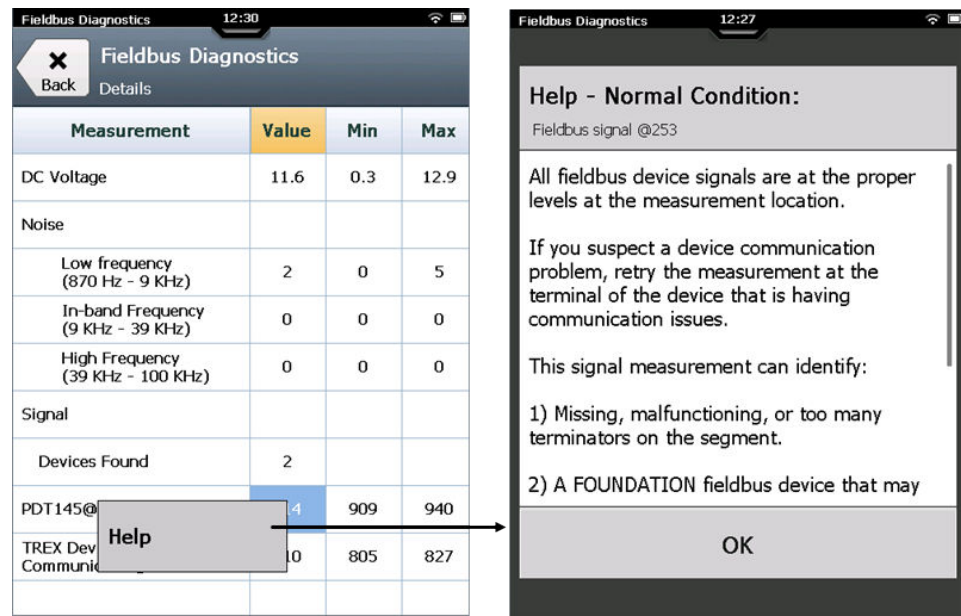 Fieldbus Diagnostics 12:30
Back
Fieldbus Diagnostics
Details
Measurement Value Min Max
DC Voltage 11.6 0.3 12.9
Noise
Low frequency
(870 Hz - 9 KHz) 2 0 5
In-band Frequency
(9 KHz - 39 KHz) 0 0 0
High Frequency
(39 KHz - 100 KHz) 0 0 0
Signal
Devices Found 2
PDT145@ 4 909 940
Help
TREX Dev 10 805 827
Fieldbus Diagnostics 12:27
Help - Normal Condition:
Fieldbus signal @253
All fieldbus device signals are at the proper
levels at the measurement location.
If you suspect a device communication
problem, retry the measurement at the
terminal of the device that is having
communication issues.
This signal measurement can identify:
1) Missing, malfunctioning, or too many
terminators on the segment.
2) A FOUNDATION fieldbus device that may
OK